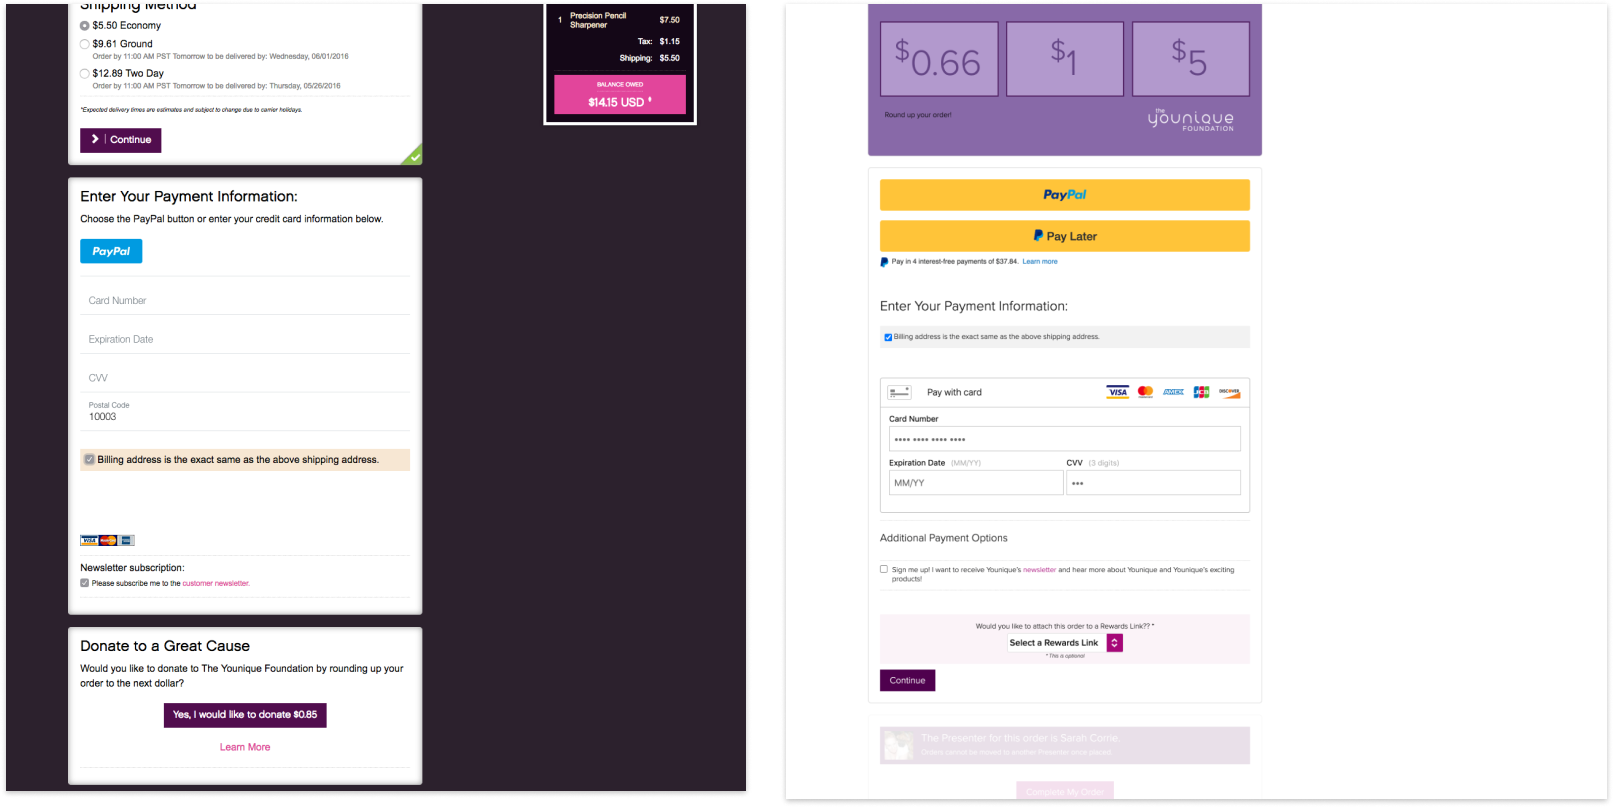 Shipping Method
$5.50 Economy
$9.61 Ground
Order by 11:00 AM PST Tomorrow to be delivered by: Wednesday, 06/01/2016
$12.89 Two Day
Order by 11:00 AM PST Tomorrow to be delivered by: Thursday, 05/26/2016
*Expected delivery times are estimates and subject to change due to carrier holidays.
Continue
1 Precision Pencil Sharpener $7.50
Tax: $1.15
Shipping: $5.50
BALANCE OWED
$14.15 USD
Enter Your Payment Information:
Choose the PayPal button or enter your credit card information below.
PayPal
Card Number
Expiration Date
CVV
Postal Code
10003
Billing address is the exact same as the above shipping address.
VISA MasterCard
Newsletter subscription:
Please subscribe me to the customer newsletter.
Donate to a Great Cause
Would you like to donate to The Younique Foundation by rounding up your
order to the next dollar?
Yes, I would like to donate $0.85
Learn More
$0.66 $1 $5
Round up your order!
the
younique
FOUNDATION
PayPal
Pay Later
Pay in 4 interest-free payments of $37.84. Learn more
Enter Your Payment Information:
Billing address is the exact same as the above shipping address.
Pay with card VISA AMEX JCB DISCOVER
Card Number
•••• •••• •••• ••••
Expiration Date (MM/YY) CVV (3 digits)
MM/YY •••
Additional Payment Options
Sign me up! I want to receive Younique's newsletter and hear more about Younique and Younique's exciting
products!
Would you like to attach this order to a Rewards Link?? *
Select a Rewards Link
* This is optional
Continue
The Presenter for this order is Sarah Corrie.
Orders cannot be moved to another Presenter once placed.
Complete My Order